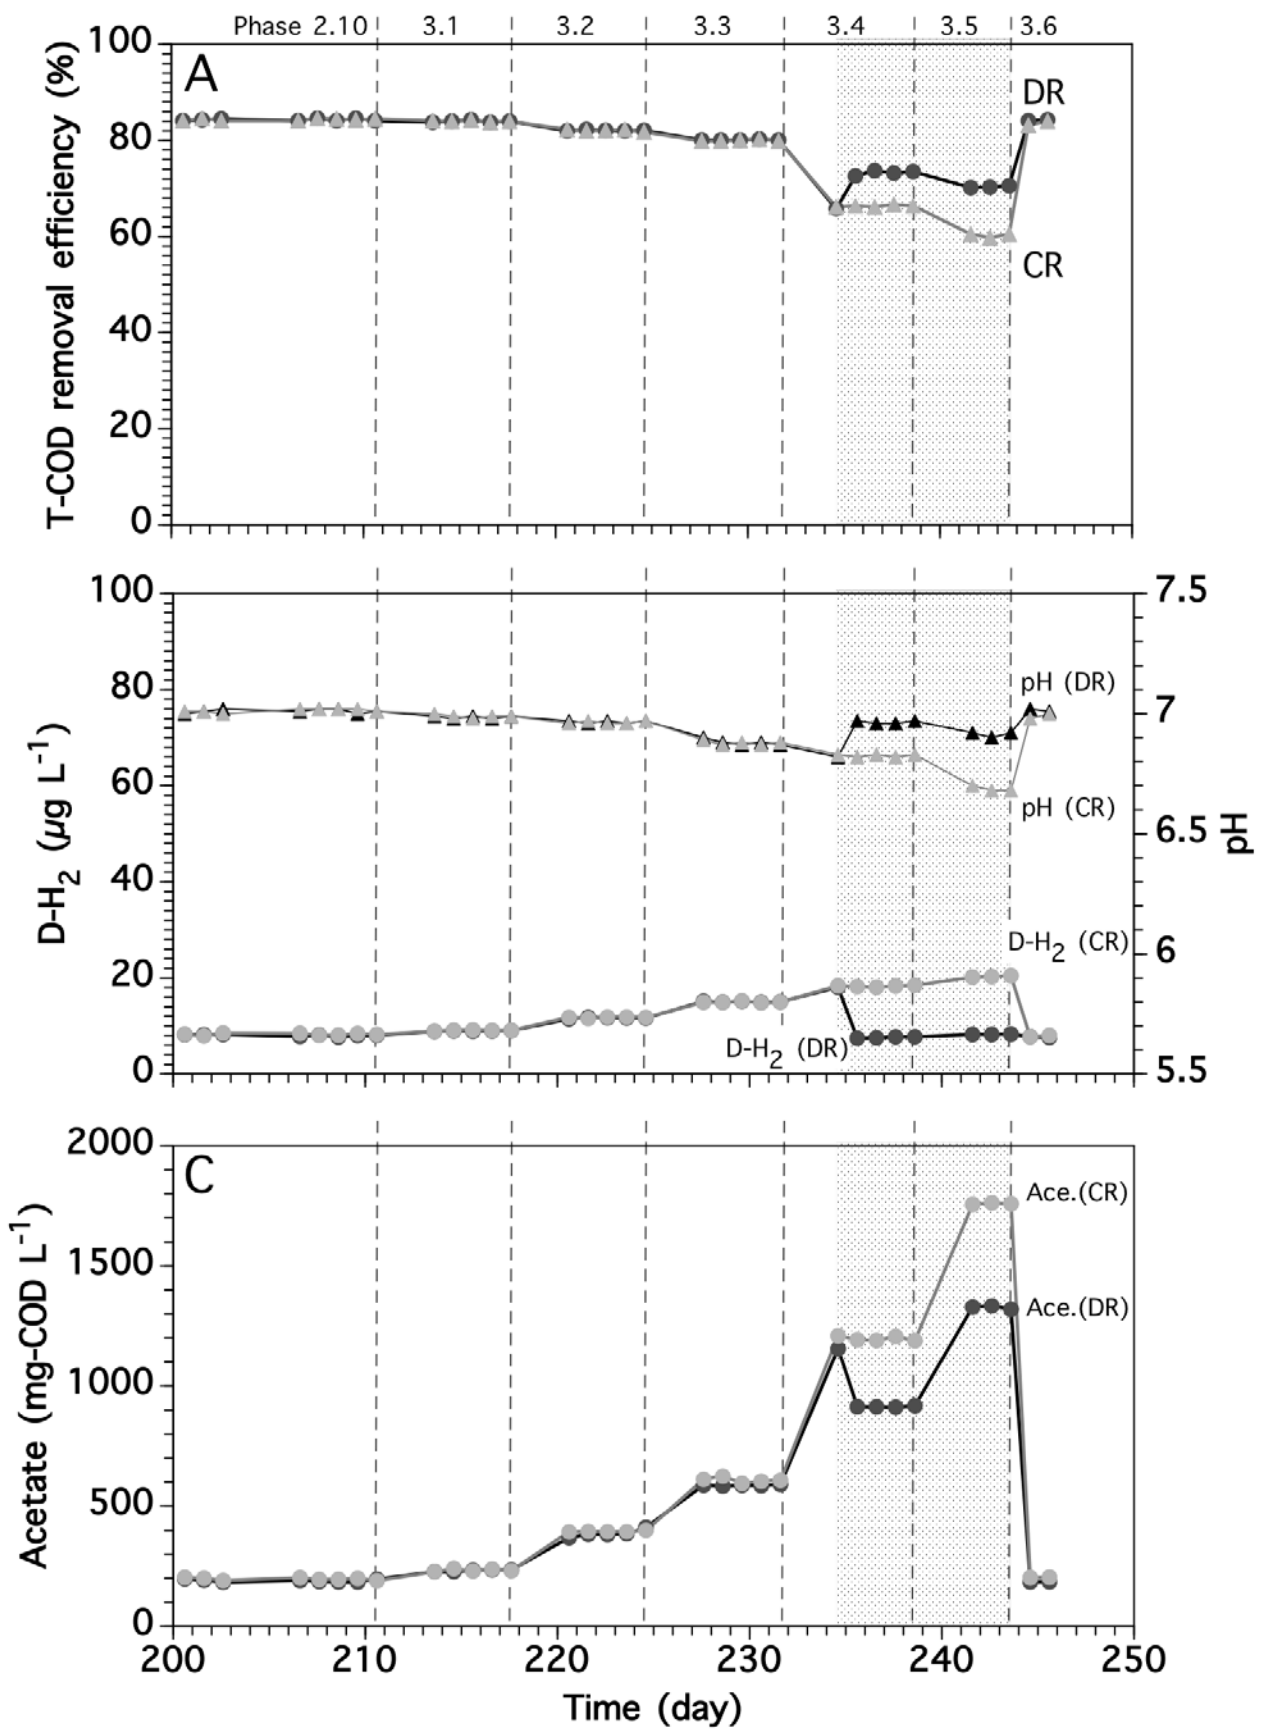 Phase 2.10 3.1 3.2 3.3 3.4 3.5 3.6
A
T-COD removal efficiency (%)
100
80
60
40
20
0
DR
CR
D-H2 (µg L-1)
100
80
60
40
20
0
7.5
7
6.5
6
5.5
pH
pH (DR)
pH (CR)
D-H2 (CR)
D-H2 (DR)
C
Acetate (mg-COD L-1)
2000
1500
1000
500
0
Ace.(CR)
Ace.(DR)
200 210 220 230 240 250
Time (day)